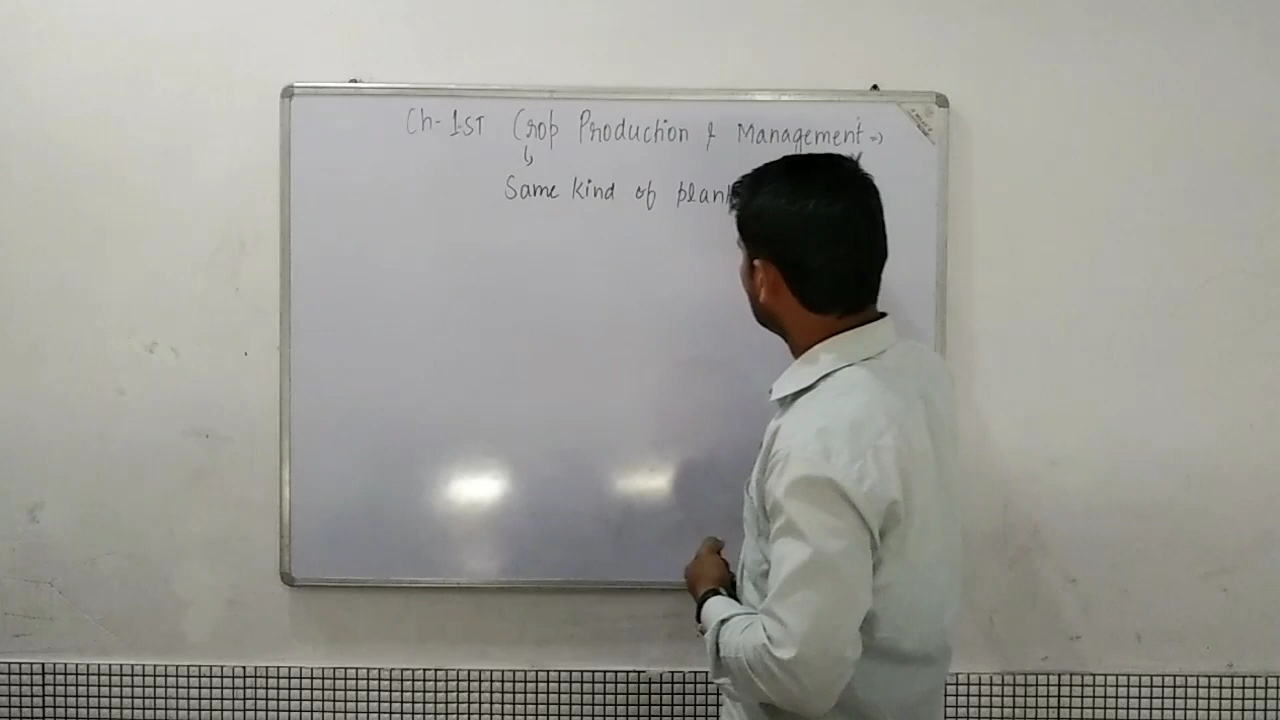 Ch- 1ST Crop Production & Management ⇒
↳
Same kind of plant